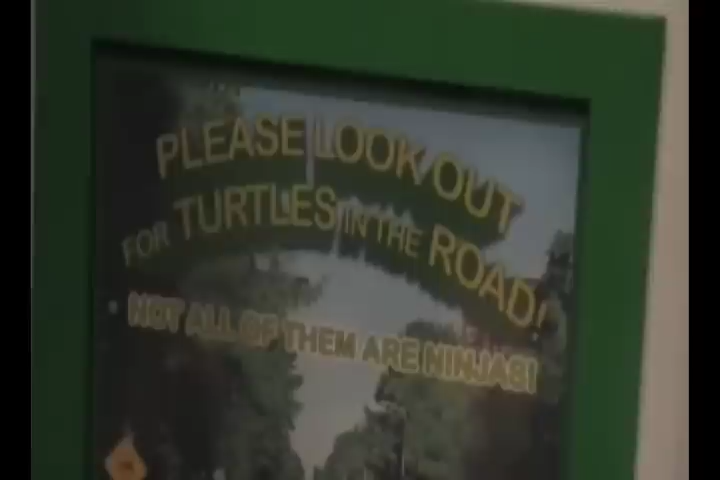 PLEASE LOOK OUT
FOR TURTLES IN THE ROAD!
NOT ALL OF THEM ARE NINJAS!